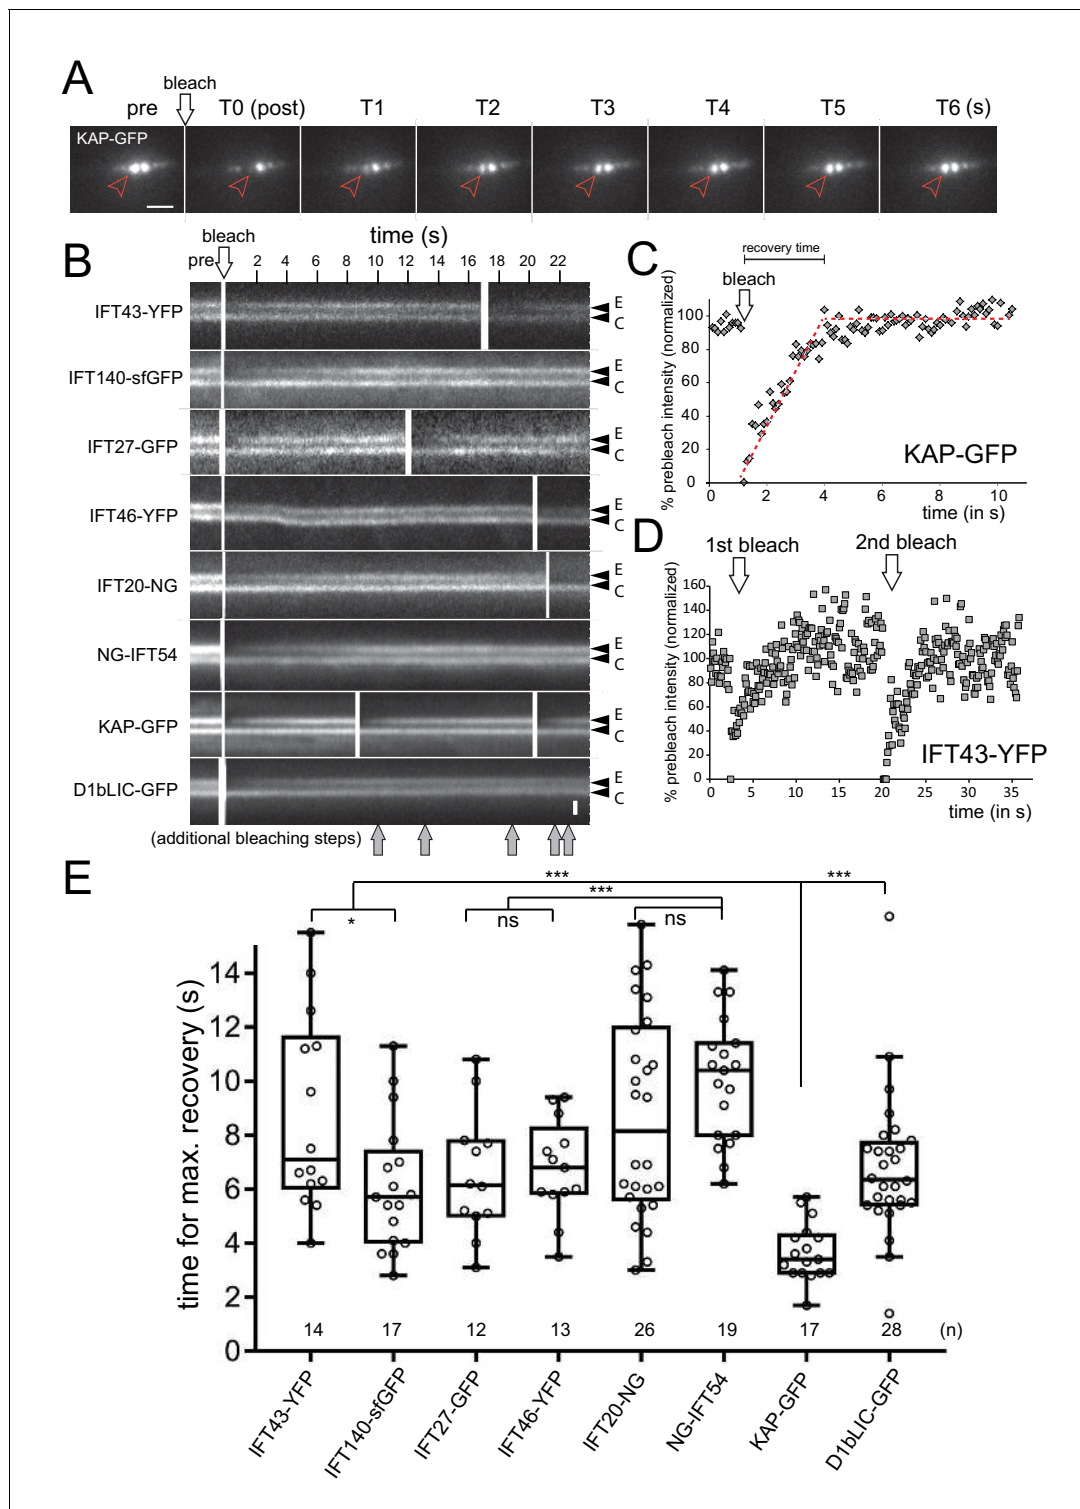 A
bleach
pre T0 (post) T1 T2 T3 T4 T5 T6 (s)
KAP-GFP
B
bleach time (s)
pre 2 4 6 8 10 12 14 16 18 20 22
IFT43-YFP E
C
IFT140-sfGFP E
C
IFT27-GFP E
C
IFT46-YFP E
C
IFT20-NG E
C
NG-IFT54 E
C
KAP-GFP E
C
D1bLIC-GFP E
C
(additional bleaching steps)
C
recovery time
bleach
% prebleach intensity (normalized)
100
80
60
40
20
0
KAP-GFP
0 2 4 6 8 10
time (in s)
D
1st bleach 2nd bleach
% prebleach intensity (normalized)
160
140
120
100
80
60
40
20
0
IFT43-YFP
0 5 10 15 20 25 30 35
time (in s)
E
*** ***
***
* ns ns
time for max. recovery (s)
14
12
10
8
6
4
2
0
14 17 12 13 26 19 17 28 (n)
IFT43-YFP
IFT140-sfGFP
IFT27-GFP
IFT46-YFP
IFT20-NG
NG-IFT54
KAP-GFP
D1bLIC-GFP